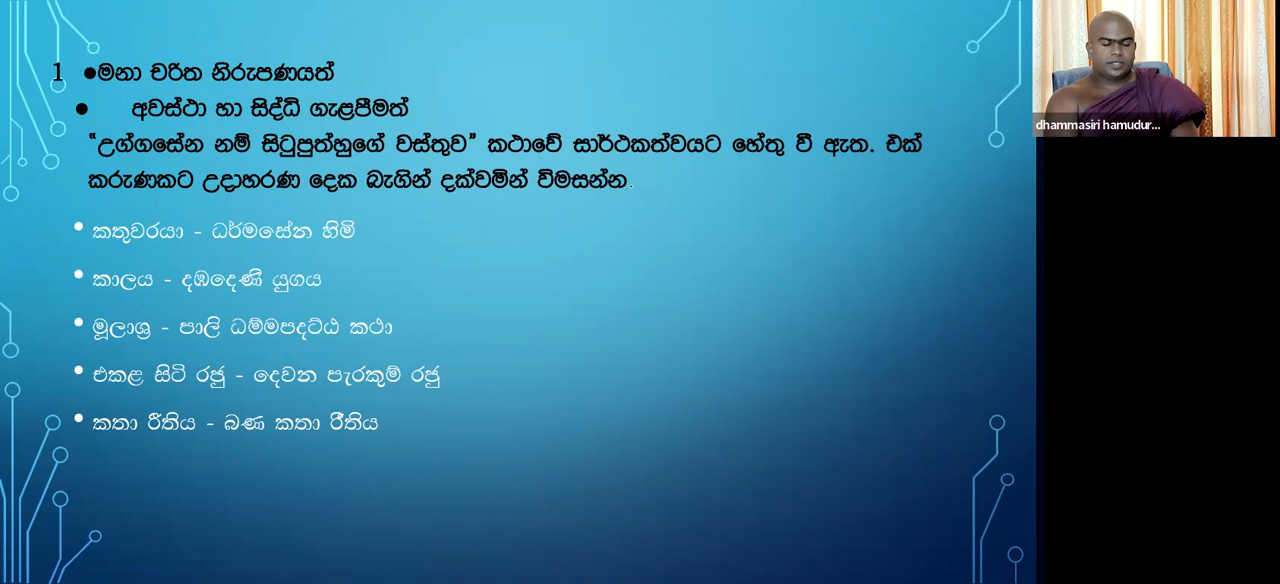 1 ●මනා චරිත නිරුපණයත්
● අවස්ථා හා සිද්ධි ගැළපීමත්
“උග්ගසේන නම් සිටුපුත්හුගේ වස්තුව” කථාවේ සාර්ථකත්වයට හේතු වී ඇත. එක්
කරුණකට උදාහරණ දෙක බැගින් දක්වමින් විමසන්න.
• කතුවරයා - ධර්මසේන හිමි
• කාලය - දඹදෙණි යුගය
• මූලාශ්‍ර - පාලි ධම්මපදට්ඨ කථා
• එකළ සිටි රජු - දෙවන පැරකුම් රජු
• කතා රීතිය - බණ කතා රීතිය
dhammasiri hamudur...